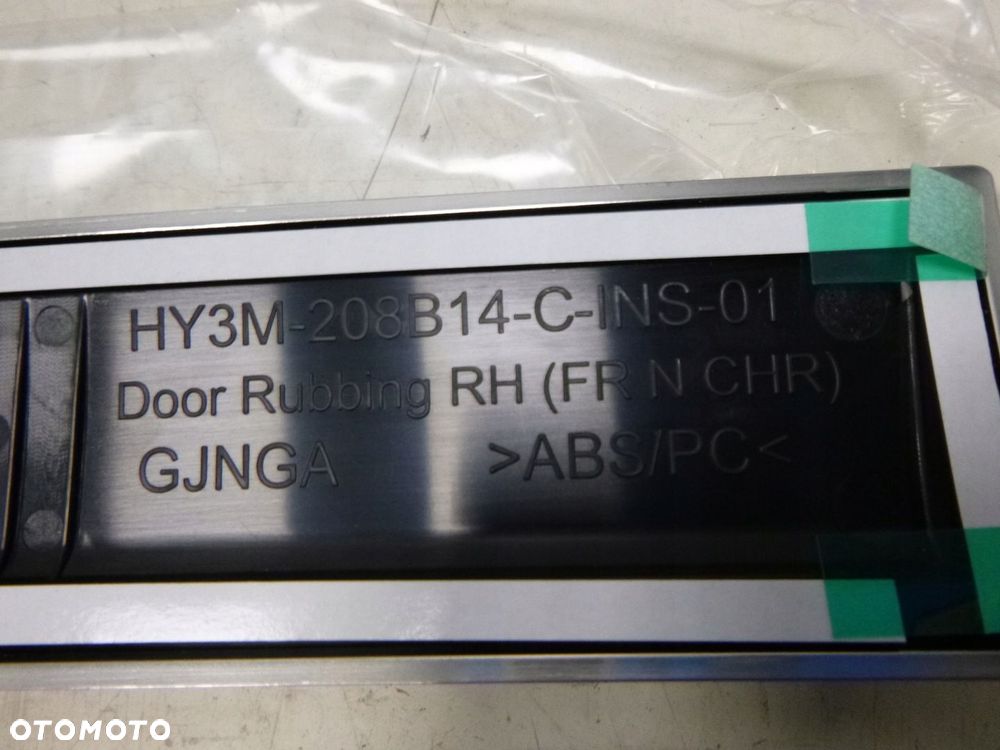 HY3M-208B14-C-INS-01
Door Rubbing RH (FR N CHR)
GJNGA >ABS/PC<
OTOMOTO